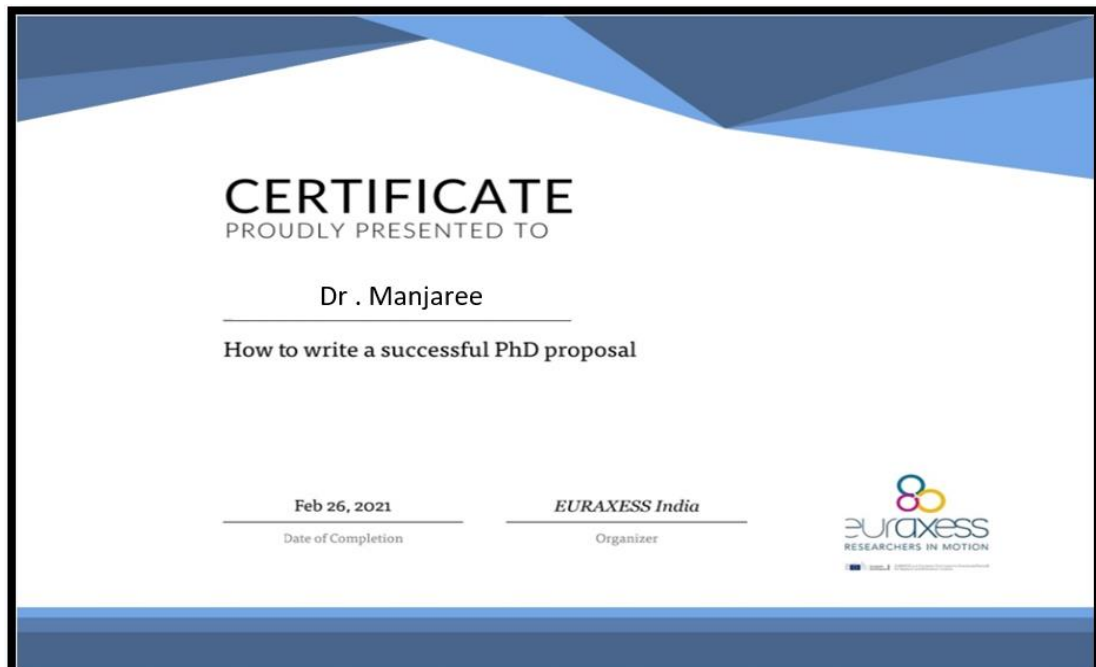 CERTIFICATE
PROUDLY PRESENTED TO
Dr . Manjaree
How to write a successful PhD proposal
Feb 26, 2021
Date of Completion
EURAXESS India
Organizer
euraxess
RESEARCHERS IN MOTION